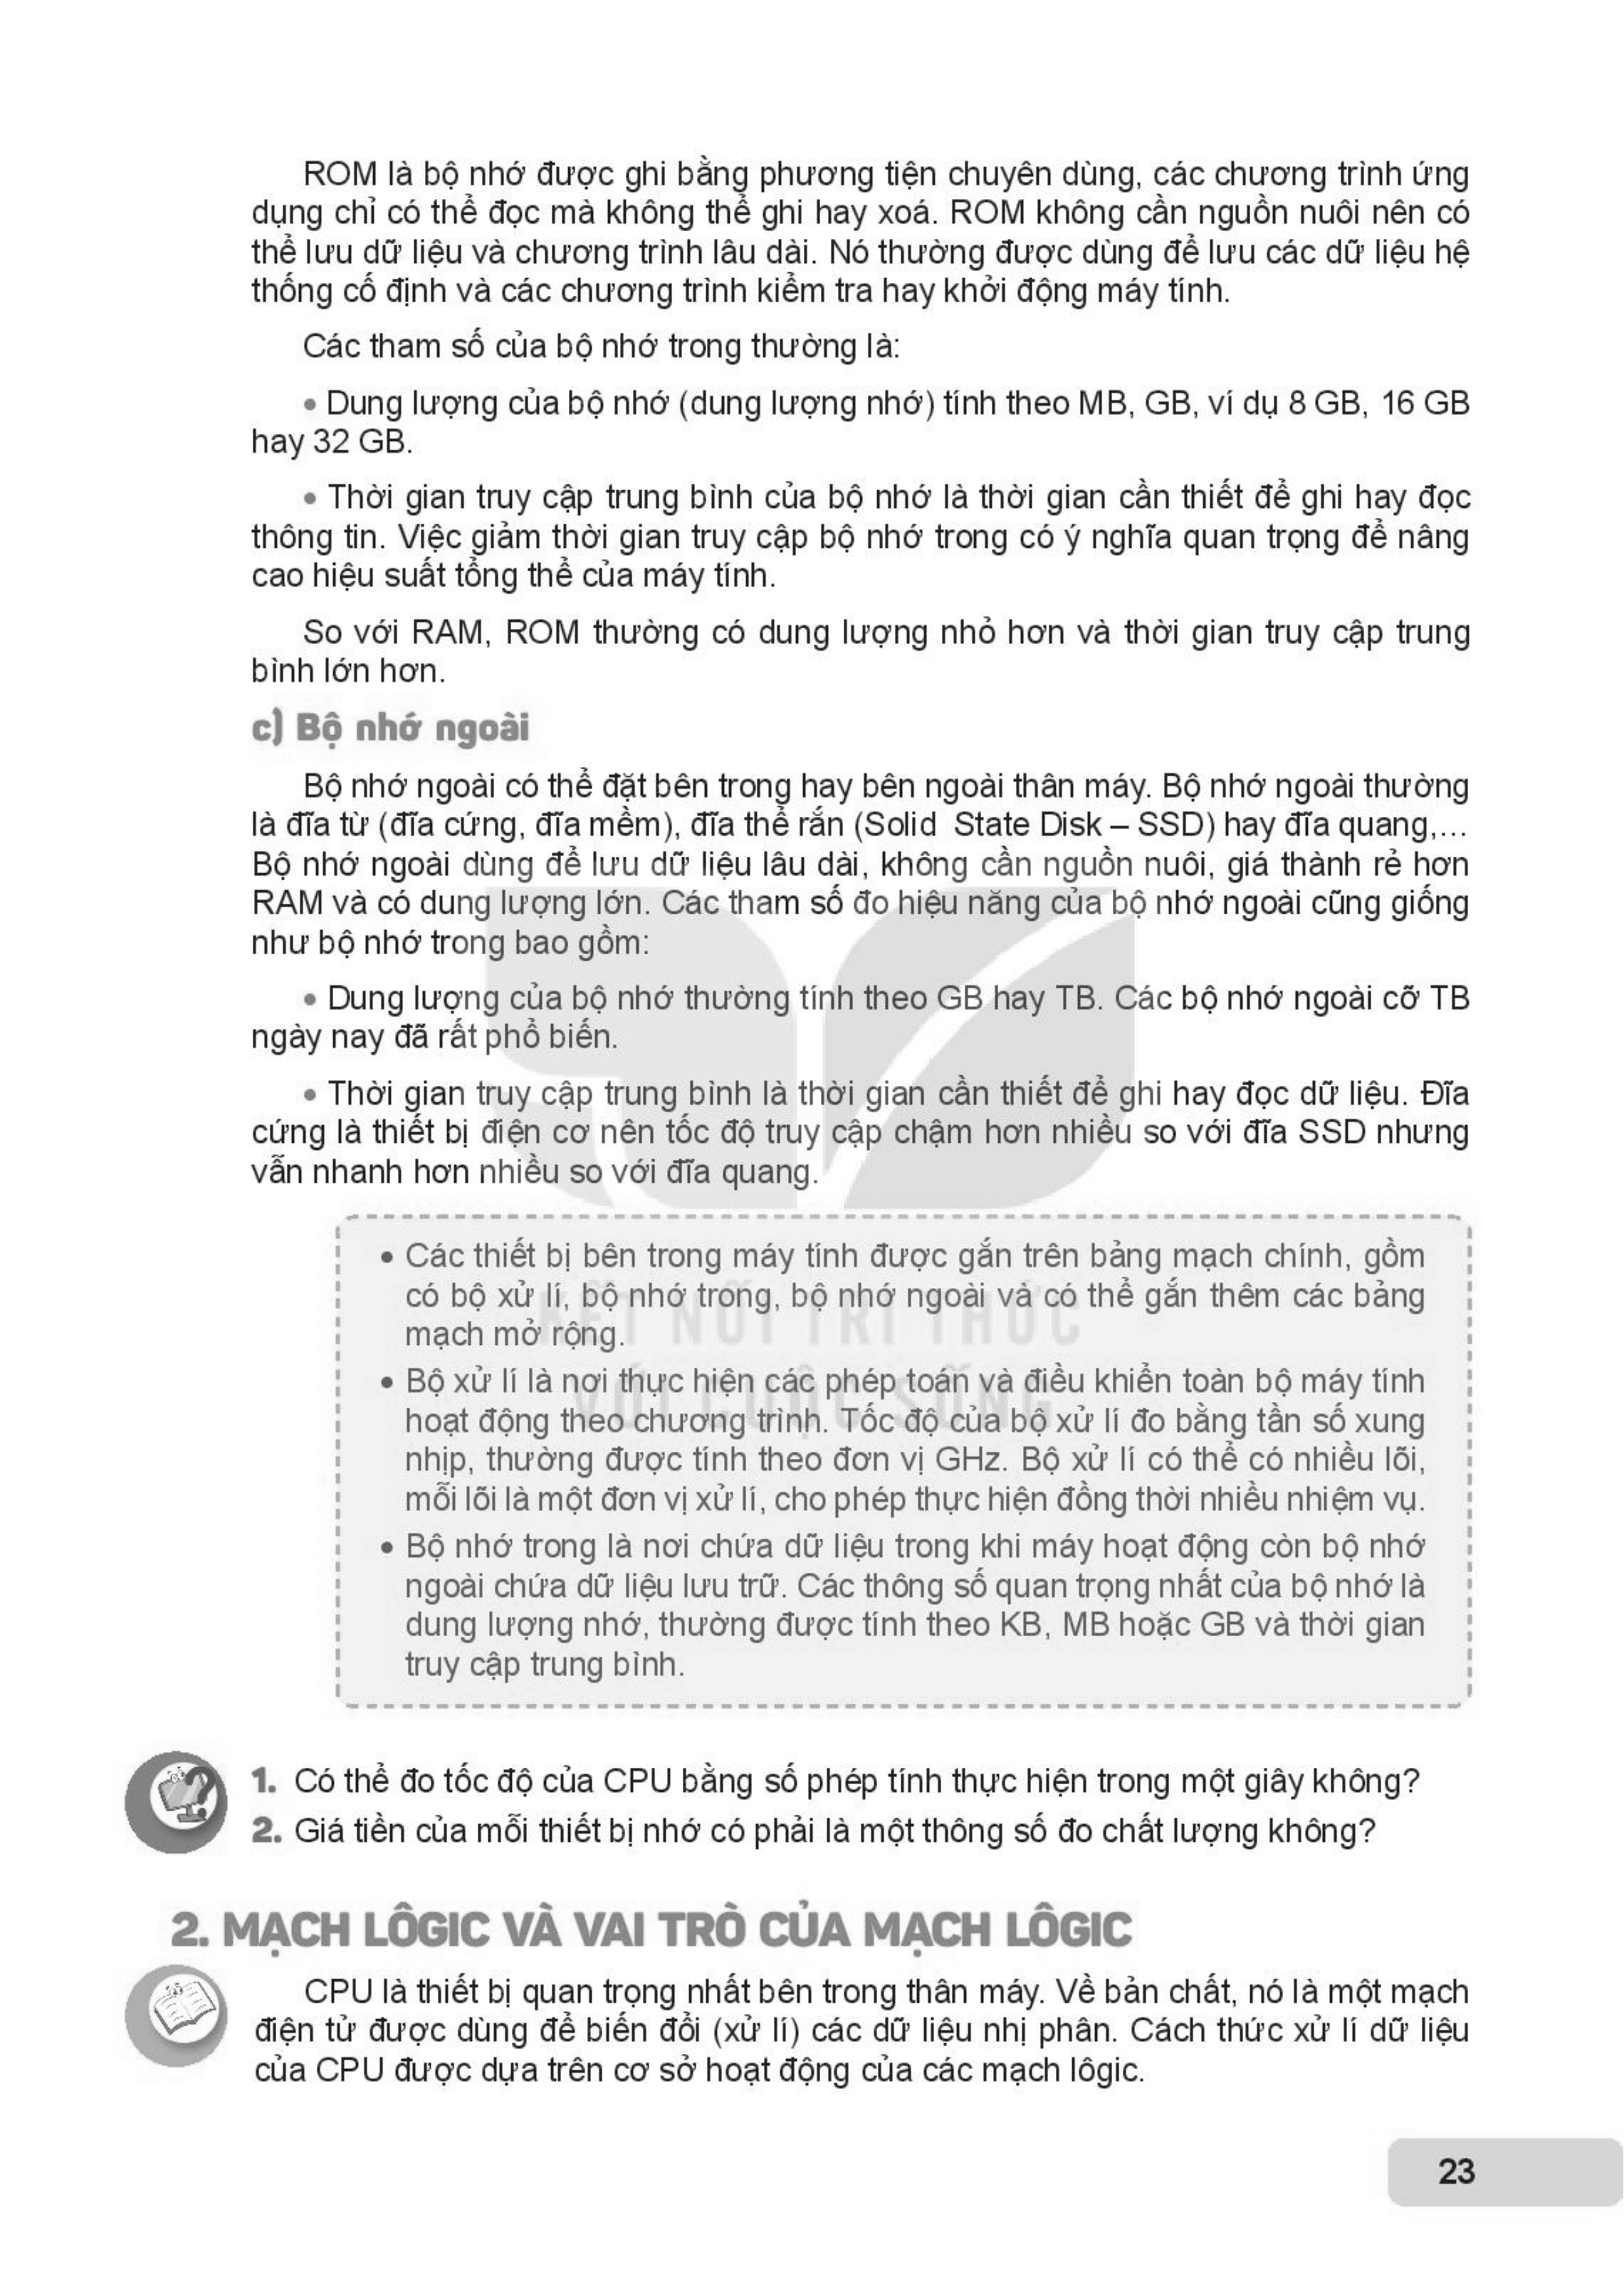 ROM là bộ nhớ được ghi bằng phương tiện chuyên dùng, các chương trình ứng
dụng chỉ có thể đọc mà không thể ghi hay xoá. ROM không cần nguồn nuôi nên có
thể lưu dữ liệu và chương trình lâu dài. Nó thường được dùng để lưu các dữ liệu hệ
thống cố định và các chương trình kiểm tra hay khởi động máy tính.
Các tham số của bộ nhớ trong thường là:
• Dung lượng của bộ nhớ (dung lượng nhớ) tính theo MB, GB, ví dụ 8 GB, 16 GB
hay 32 GB.
• Thời gian truy cập trung bình của bộ nhớ là thời gian cần thiết để ghi hay đọc
thông tin. Việc giảm thời gian truy cập bộ nhớ trong có ý nghĩa quan trọng để nâng
cao hiệu suất tổng thể của máy tính.
So với RAM, ROM thường có dung lượng nhỏ hơn và thời gian truy cập trung
bình lớn hơn.
c) Bộ nhớ ngoài
Bộ nhớ ngoài có thể đặt bên trong hay bên ngoài thân máy. Bộ nhớ ngoài thường
là đĩa từ (đĩa cứng, đĩa mềm), đĩa thể rắn (Solid State Disk – SSD) hay đĩa quang,...
Bộ nhớ ngoài dùng để lưu dữ liệu lâu dài, không cần nguồn nuôi, giá thành rẻ hơn
RAM và có dung lượng lớn. Các tham số đo hiệu năng của bộ nhớ ngoài cũng giống
như bộ nhớ trong bao gồm:
• Dung lượng của bộ nhớ thường tính theo GB hay TB. Các bộ nhớ ngoài cỡ TB
ngày nay đã rất phổ biến.
• Thời gian truy cập trung bình là thời gian cần thiết để ghi hay đọc dữ liệu. Đĩa
cứng là thiết bị điện cơ nên tốc độ truy cập chậm hơn nhiều so với đĩa SSD nhưng
vẫn nhanh hơn nhiều so với đĩa quang.
• Các thiết bị bên trong máy tính được gắn trên bảng mạch chính, gồm
có bộ xử lí, bộ nhớ trong, bộ nhớ ngoài và có thể gắn thêm các bảng
mạch mở rộng.
KẾT NỐI TRI THỨC
• Bộ xử lí là nơi thực hiện các phép toán và điều khiển toàn bộ máy tính
VỚI CUỘC SỐNG
hoạt động theo chương trình. Tốc độ của bộ xử lí đo bằng tần số xung
nhịp, thường được tính theo đơn vị GHz. Bộ xử lí có thể có nhiều lõi,
mỗi lõi là một đơn vị xử lí, cho phép thực hiện đồng thời nhiều nhiệm vụ.
• Bộ nhớ trong là nơi chứa dữ liệu trong khi máy hoạt động còn bộ nhớ
ngoài chứa dữ liệu lưu trữ. Các thông số quan trọng nhất của bộ nhớ là
dung lượng nhớ, thường được tính theo KB, MB hoặc GB và thời gian
truy cập trung bình.
1. Có thể đo tốc độ của CPU bằng số phép tính thực hiện trong một giây không?
2. Giá tiền của mỗi thiết bị nhớ có phải là một thông số đo chất lượng không?
2. MẠCH LÔGIC VÀ VAI TRÒ CỦA MẠCH LÔGIC
CPU là thiết bị quan trọng nhất bên trong thân máy. Về bản chất, nó là một mạch
điện tử được dùng để biến đổi (xử lí) các dữ liệu nhị phân. Cách thức xử lí dữ liệu
của CPU được dựa trên cơ sở hoạt động của các mạch lôgic.
23